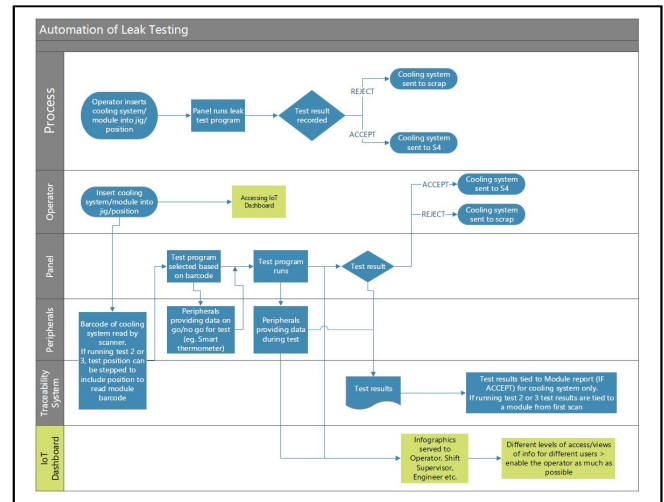 Automation of Leak Testing
Process
Operator inserts
cooling system/
module into jig/
position
Panel runs leak
test program
Test result
recorded
REJECT
Cooling system
sent to scrap
ACCEPT
Cooling system
sent to S4
Operator
Insert cooling
system/module into
jig/position
Accessing IoT
Dashboard
ACCEPT
Cooling system
sent to S4
REJECT
Cooling system
sent to scrap
Panel
Test program
selected based
on barcode
Test program
runs
Test result
Peripherals
Barcode of cooling
system read by
scanner.
If running test 2 or
3, test position can
be stepped to
include position to
read module
barcode
Peripherals
providing data on
go/no go for test
(eg. Smart
thermometer)
Peripherals
providing data
during test
Traceability
System
Test results
Test results tied to Module report (IF
ACCEPT) for cooling system only.
If running test 2 or 3 test results are tied to
a module from first scan
IoT
Dashboard
Infographics
served to
Operator, Shift
Supervisor,
Engineer etc.
Different levels of access/views
of info for different users >
enable the operator as much as
possible